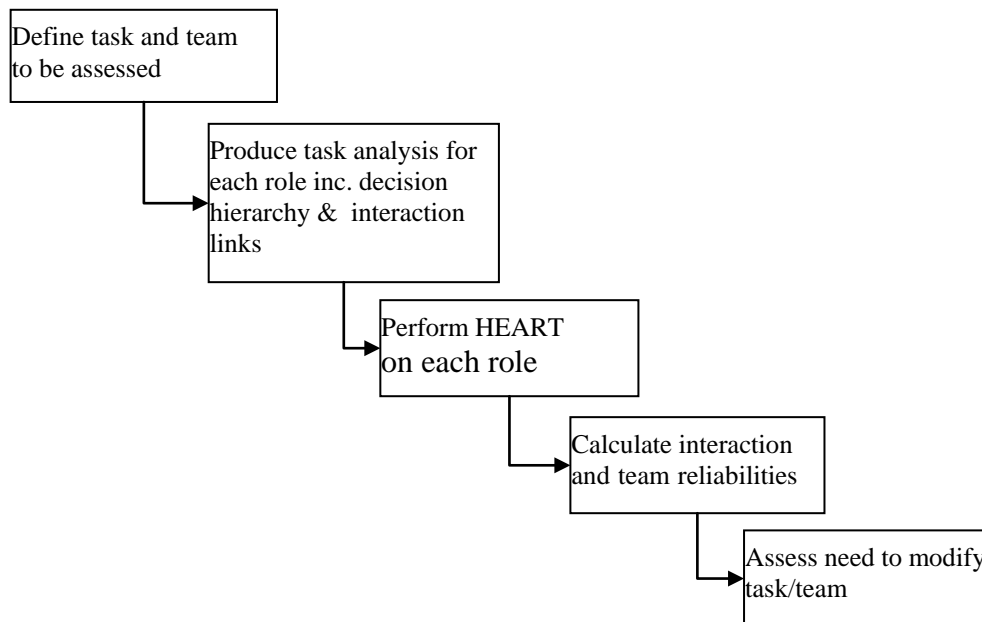 Define task and team
to be assessed
Produce task analysis for
each role inc. decision
hierarchy & interaction
links
Perform HEART
on each role
Calculate interaction
and team reliabilities
Assess need to modify
task/team